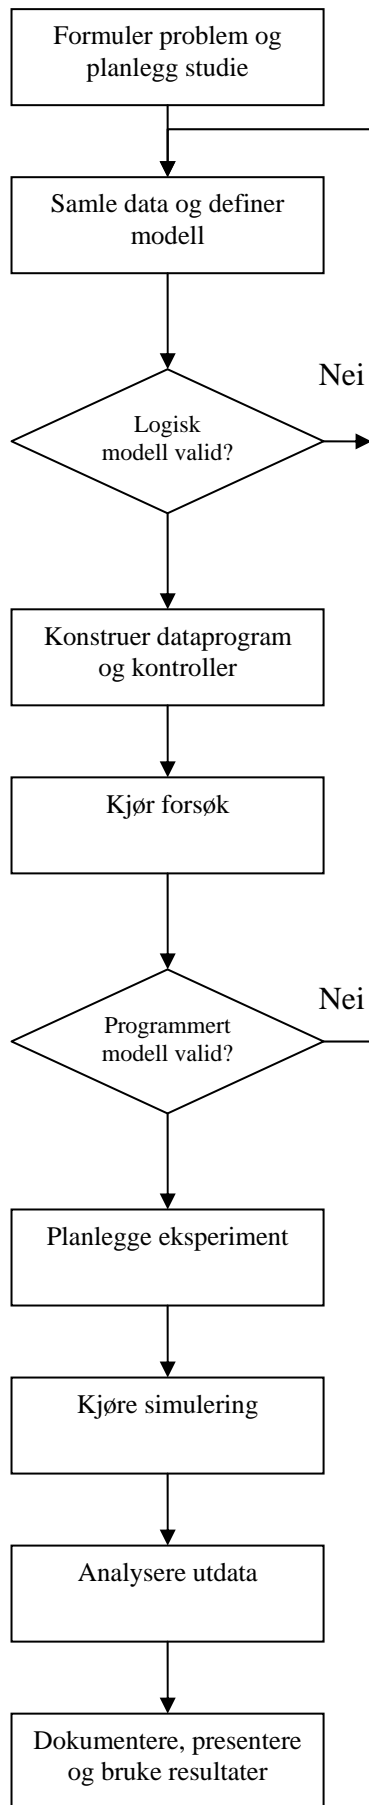 Formuler problem og
planlegg studie
Samle data og definer
modell
Nei
Logisk
modell valid?
Konstruer dataprogram
og kontroller
Kjør forsøk
Nei
Programmert
modell valid?
Planlegge eksperiment
Kjøre simulering
Analysere utdata
Dokumentere, presentere
og bruke resultater